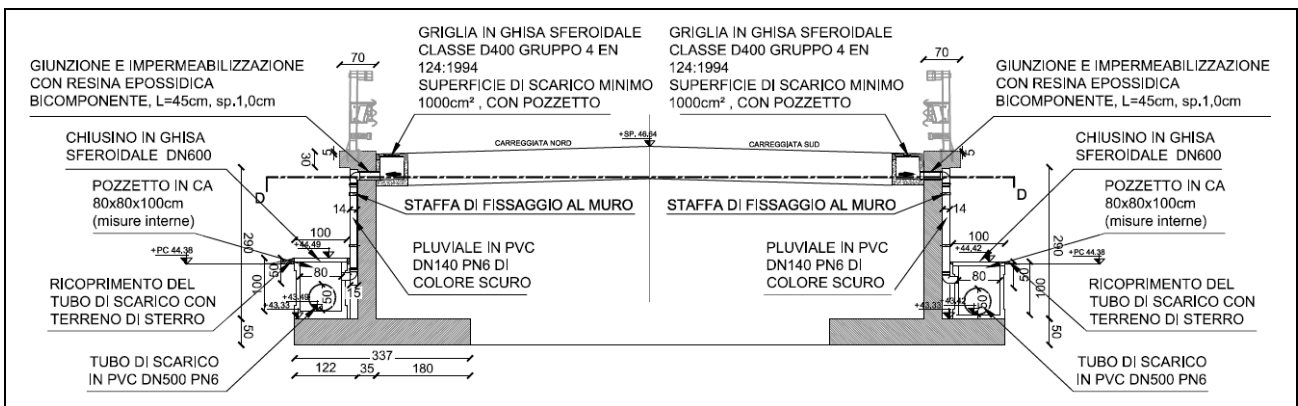 GIUNZIONE E IMPERMEABILIZZAZIONE
CON RESINA EPOSSIDICA
BICOMPONENTE, L=45cm, sp.1,0cm
70
GRIGLIA IN GHISA SFEROIDALE
CLASSE D400 GRUPPO 4 EN
124:1994
SUPERFICIE DI SCARICO MINIMO
1000cm² , CON POZZETTO
GRIGLIA IN GHISA SFEROIDALE
CLASSE D400 GRUPPO 4 EN
124:1994
SUPERFICIE DI SCARICO MINIMO
1000cm² , CON POZZETTO
70
GIUNZIONE E IMPERMEABILIZZAZIONE
CON RESINA EPOSSIDICA
BICOMPONENTE, L=45cm, sp.1,0cm
CHIUSINO IN GHISA
SFEROIDALE DN600
30
5
CARREGGIATA NORD
+SP. 46.64
CARREGGIATA SUD
5
CHIUSINO IN GHISA
SFEROIDALE DN600
POZZETTO IN CA
80x80x100cm
(misure interne)
D
D
POZZETTO IN CA
80x80x100cm
(misure interne)
STAFFA DI FISSAGGIO AL MURO
STAFFA DI FISSAGGIO AL MURO
14
14
100
+44.49
100
+44.42
290
290
+PC 44.38
+PC 44.38
PLUVIALE IN PVC
DN140 PN6 DI
COLORE SCURO
PLUVIALE IN PVC
DN140 PN6 DI
COLORE SCURO
RICOPRIMENTO DEL
TUBO DI SCARICO CON
TERRENO DI STERRO
RICOPRIMENTO DEL
TUBO DI SCARICO CON
TERRENO DI STERRO
50
80
100
+43.49
+43.33
50
15
50
80
50
100
+43.33
+43.42
50
50
TUBO DI SCARICO
IN PVC DN500 PN6
TUBO DI SCARICO
IN PVC DN500 PN6
337
122
35
180